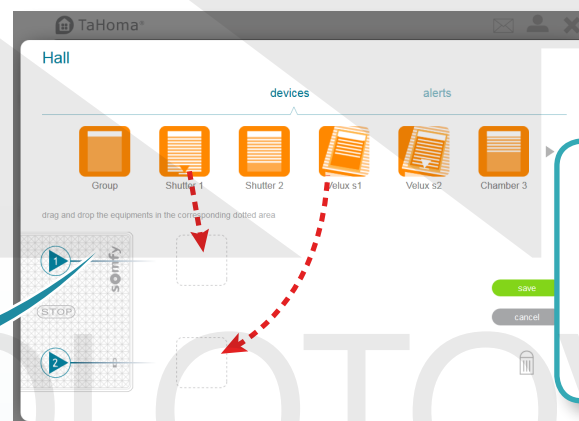 TaHoma®
Hall
devices
alerts
Group
Shutter 1
Shutter 2
Velux s1
Velux s2
Chamber 3
drag and drop the equipments in the corresponding dotted area
1
somfy
STOP
2
save
cancel